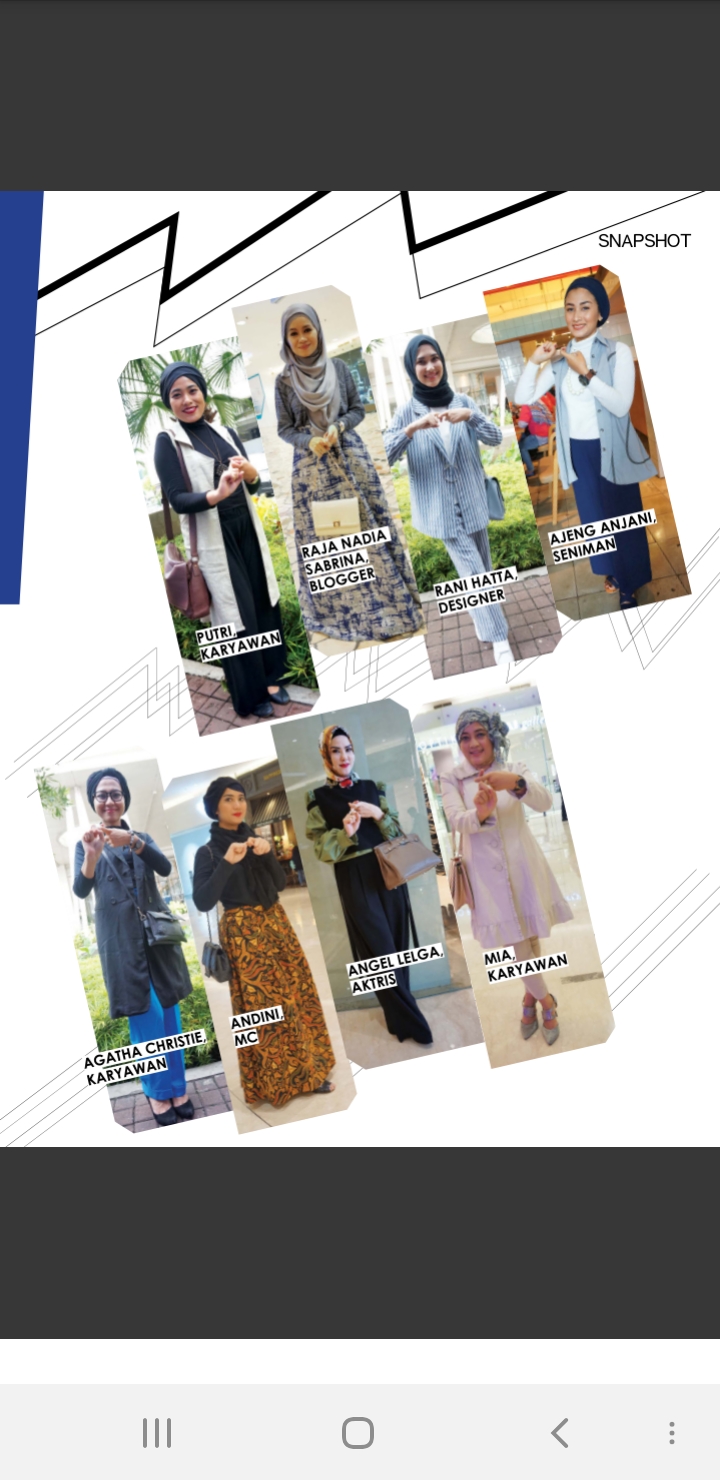 SNAPSHOT
PUTRI,
KARYAWAN
RAJA NADIA
SABRINA,
BLOGGER
RANI HATTA,
DESIGNER
AJENG ANJANI,
SENIMAN
AGATHA CHRISTIE,
KARYAWAN
ANDINI,
MC
ANGEL LELGA,
AKTRIS
MIA,
KARYAWAN